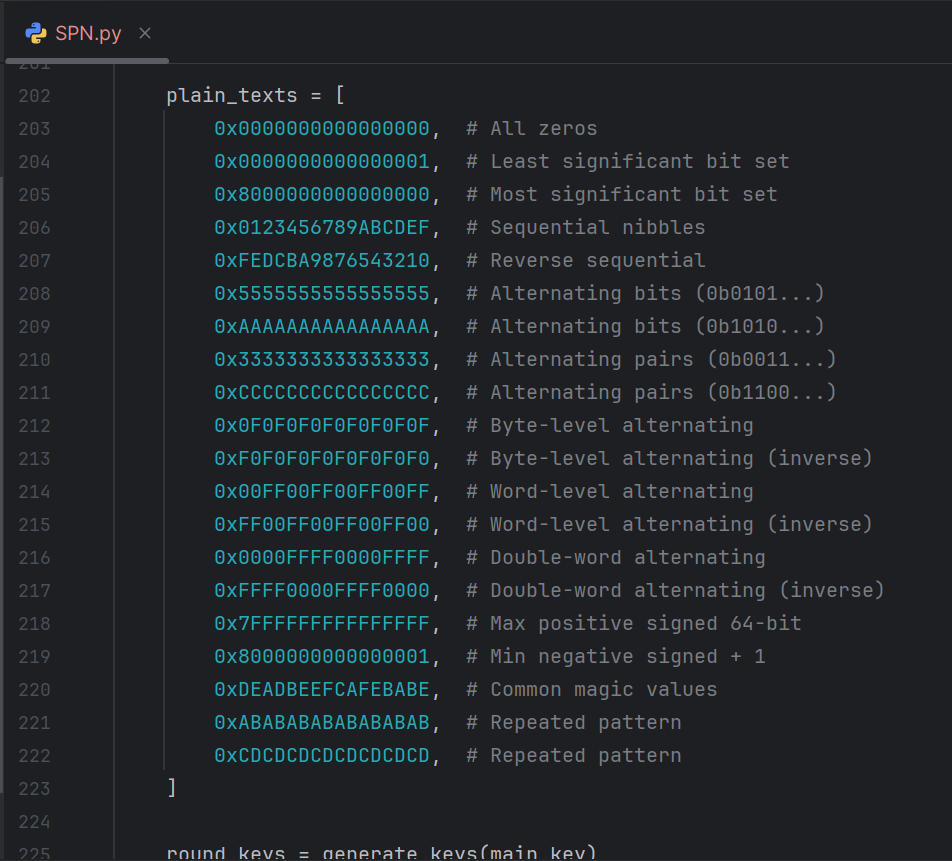 SPN.py
201
202 plain_texts = [
203 0x0000000000000000, # All zeros
204 0x0000000000000001, # Least significant bit set
205 0x8000000000000000, # Most significant bit set
206 0x0123456789ABCDEF, # Sequential nibbles
207 0xFEDCBA9876543210, # Reverse sequential
208 0x5555555555555555, # Alternating bits (0b0101...)
209 0xAAAAAAAAAAAAAAAA, # Alternating bits (0b1010...)
210 0x3333333333333333, # Alternating pairs (0b0011...)
211 0xCCCCCCCCCCCCCCCC, # Alternating pairs (0b1100...)
212 0x0F0F0F0F0F0F0F0F, # Byte-level alternating
213 0xF0F0F0F0F0F0F0F0, # Byte-level alternating (inverse)
214 0x00FF00FF00FF00FF, # Word-level alternating
215 0xFF00FF00FF00FF00, # Word-level alternating (inverse)
216 0x0000FFFF0000FFFF, # Double-word alternating
217 0xFFFF0000FFFF0000, # Double-word alternating (inverse)
218 0x7FFFFFFFFFFFFFFF, # Max positive signed 64-bit
219 0x8000000000000001, # Min negative signed + 1
220 0xDEADBEEFCAFEBABE, # Common magic values
221 0xABABABABABABABAB, # Repeated pattern
222 0xCDCDCDCDCDCDCDCD, # Repeated pattern
223 ]
224
225 round_keys = generate_keys(main_key)